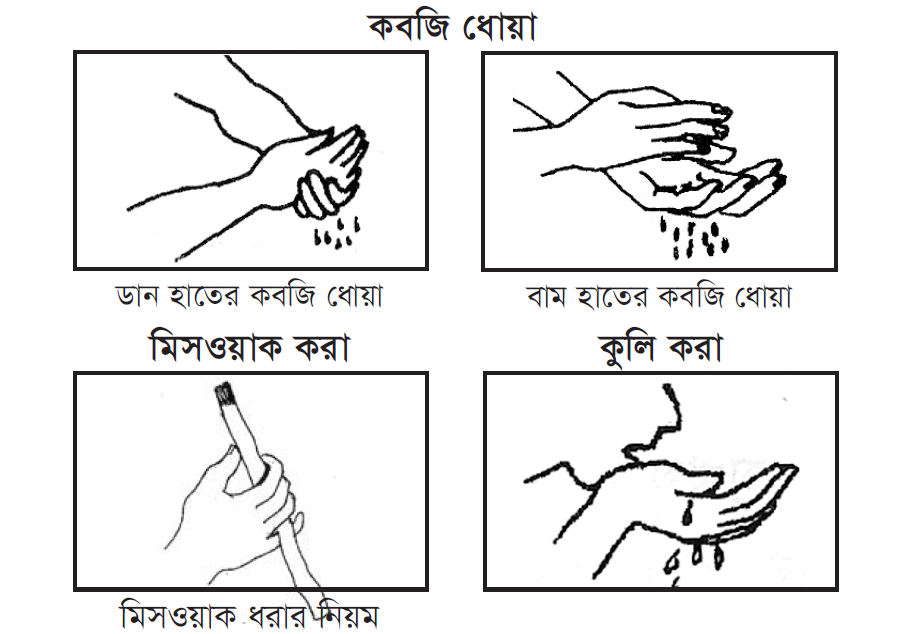 কবজি ধোয়া
ডান হাতের কবজি ধোয়া
বাম হাতের কবজি ধোয়া
মিসওয়াক করা
কুলি করা
মিসওয়াক ধরার নিয়ম